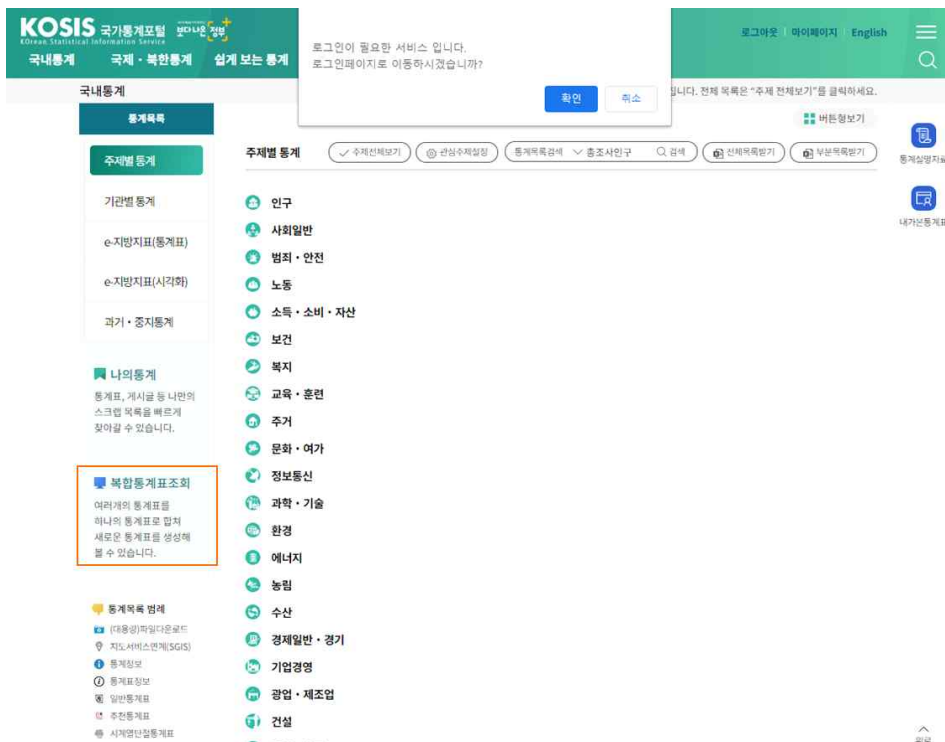 KOSIS 국가통계포털 보다나은 정부
KOrean Statistical Information Service
로그아웃 마이페이지 English
국내통계 국제・북한통계 쉽게 보는 통계
로그인이 필요한 서비스 입니다.
로그인페이지로 이동하시겠습니까?
확인 취소
국내통계
니다. 전체 목록은 "주제 전체보기"를 클릭하세요.
통계목록
버튼형보기
주제별 통계
주제별 통계 주제전체보기 관심주제설정 통계목록검색 총조사인구 검색 전체목록받기 부분목록받기
통계설명자료
기관별 통계
e-지방지표(통계표)
e-지방지표(시각화)
과거・중지통계
내가본통계표
인구
사회일반
범죄・안전
노동
소득・소비・자산
보건
복지
교육・훈련
주거
문화・여가
정보통신
과학・기술
환경
에너지
농림
수산
경제일반・경기
기업경영
광업・제조업
건설
나의통계
통계표, 게시글 등 나만의
스크랩 목록을 빠르게
찾아갈 수 있습니다.
복합통계표조회
여러개의 통계표를
하나의 통계표로 합쳐
새로운 통계표를 생성해
볼 수 있습니다.
통계목록 범례
(대용량)파일다운로드
지도서비스연계(SGIS)
통계정보
통계표정보
일반통계표
추천통계표
시계열단절통계표